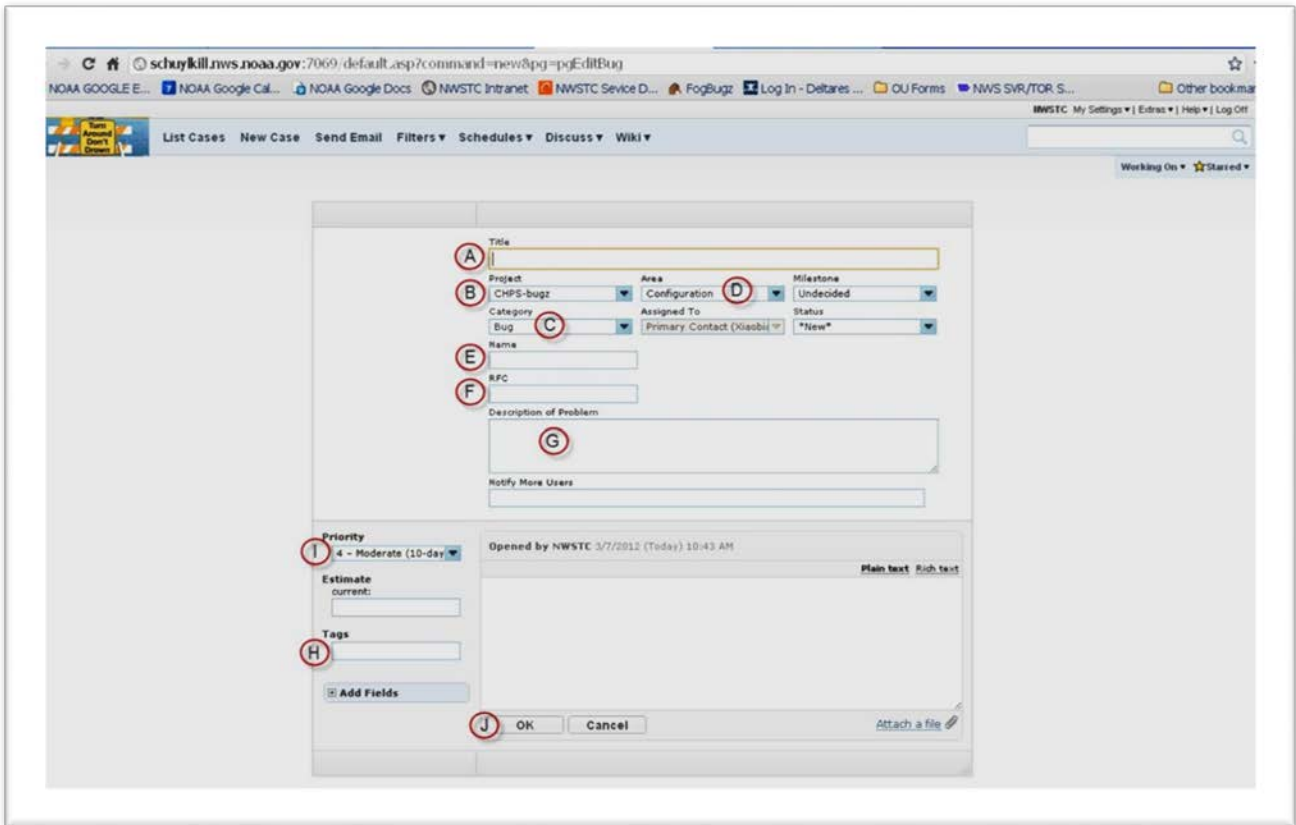 schuylkill.nws.noaa.gov:7069/default.asp?command=new&pg=pgEditBug
NOAA GOOGLE E... NOAA Google Cal... NOAA Google Docs NWSTC Intranet NWSTC Sevice D... FogBugz Log In - Deltares ... OU Forms NWS SVR/TOR S... Other bookmar
NWSTC My Settings ▾ | Extras ▾ | Help ▾ | Log Off
Turn
Around
Don't
Drown
List Cases New Case Send Email Filters ▾ Schedules ▾ Discuss ▾ Wiki ▾
Working On ▾ Starred ▾
Title
A
Project Area Milestone
B CHPS-bugz Configuration D Undecided
Category Assigned To Status
Bug C Primary Contact (Xiaobi *New*
Name
E
RFC
F
Description of Problem
G
Notify More Users
Priority
I 4 - Moderate (10-day
Opened by NWSTC 3/7/2012 (Today) 10:43 AM
Plain text Rich text
Estimate
current:
Tags
H
Add Fields
J OK Cancel Attach a file